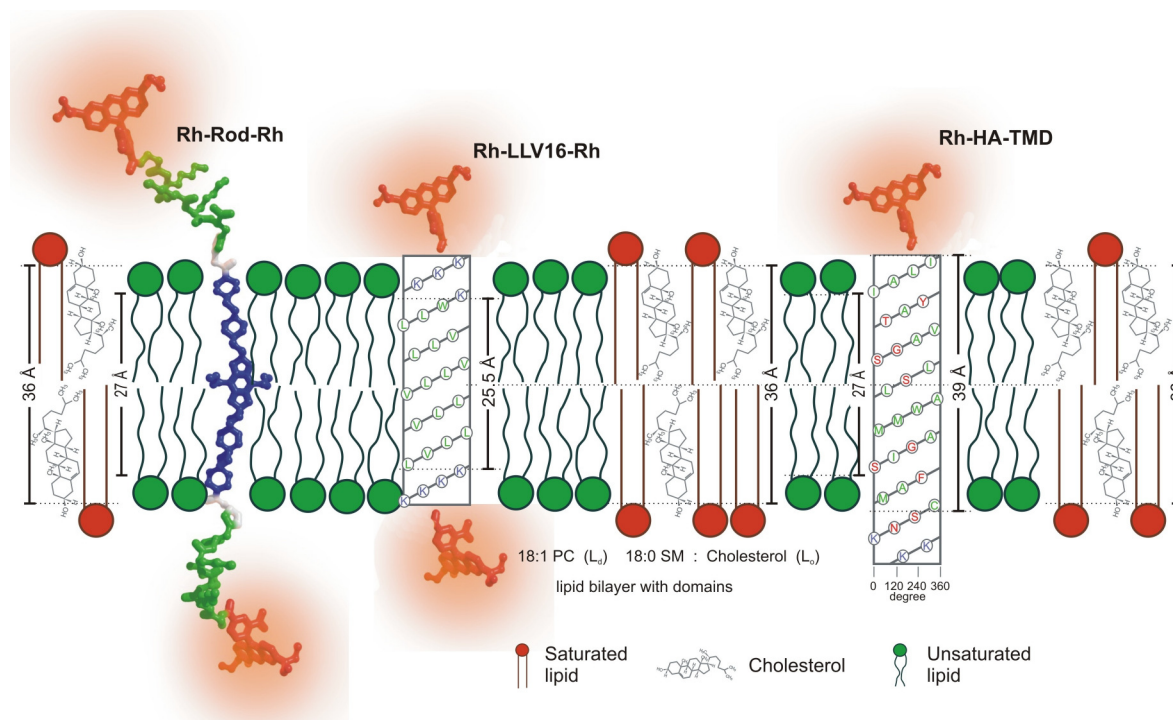 Rh-Rod-Rh
Rh-LLV16-Rh
Rh-HA-TMD
36 Å
27 Å
25.5 Å
36 Å
27 Å
39 Å
K K K
L L W K
L L V
V L L V
V L L
L V L L
K K K K
I A L I
T A Y
S G A V
L S L
M M W A
S I G A
M A F
K N S C
K K
0 120 240 360
degree
18:1 PC (Ld) 18:0 SM : Cholesterol (Lo)
lipid bilayer with domains
Saturated
lipid
Cholesterol
Unsaturated
lipid